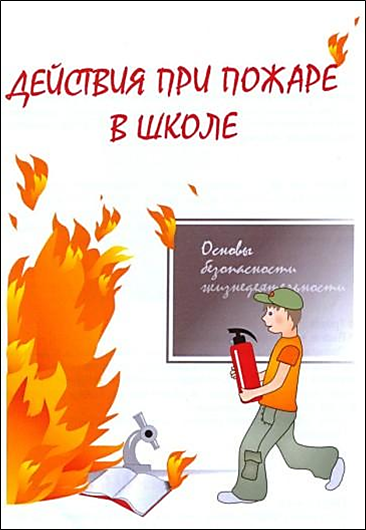 ДЕЙСТВИЯ ПРИ ПОЖАРЕ
В ШКОЛЕ
Основы
безопасности
жизнедеятельности